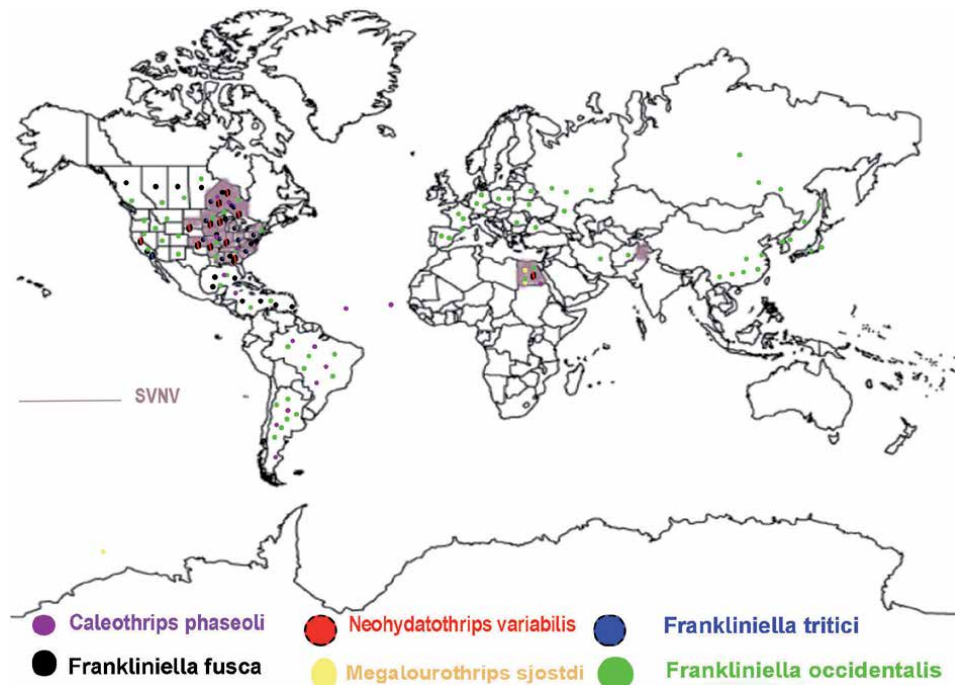 SVNV
Caleothrips phaseoli Neohydatothrips variabilis Frankliniella tritici
Frankliniella fusca Megalourothrips sjostdi Frankliniella occidentalis